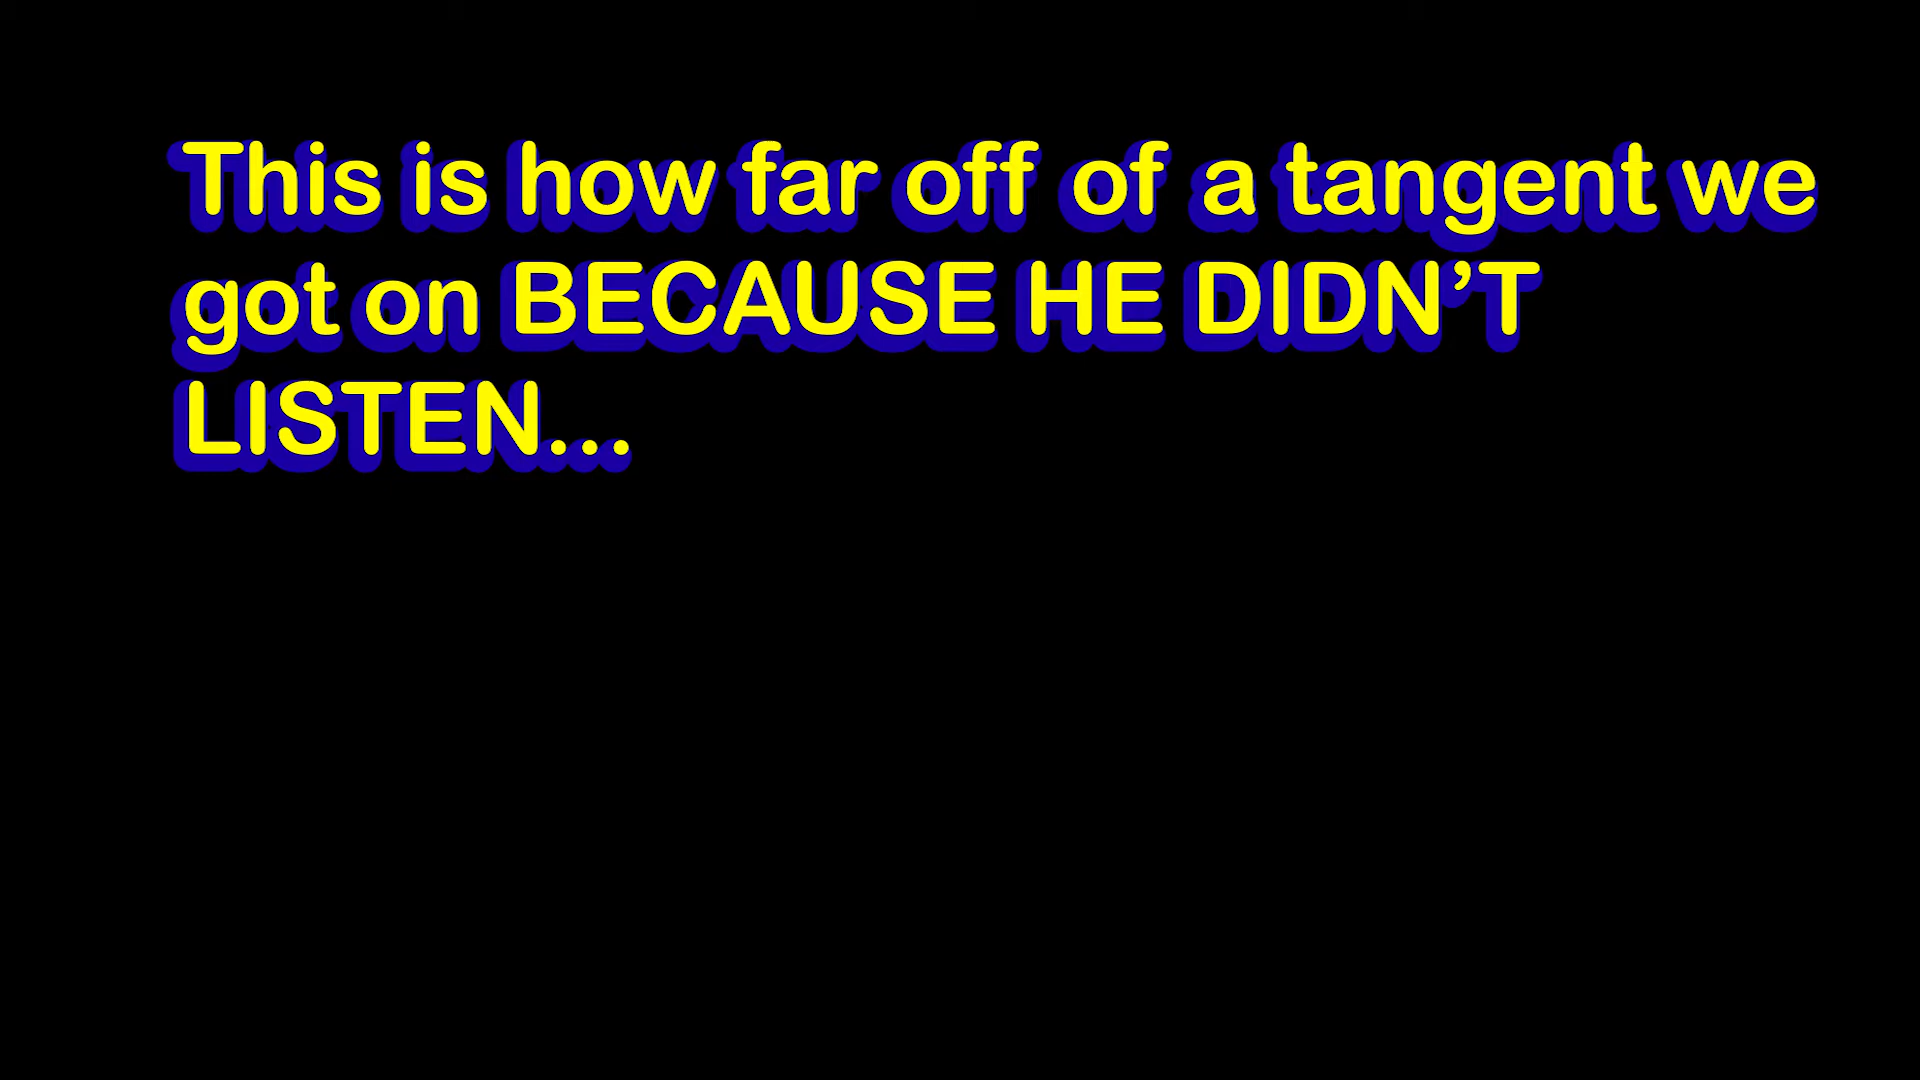 This is how far off of a tangent we
got on BECAUSE HE DIDN’T
LISTEN...